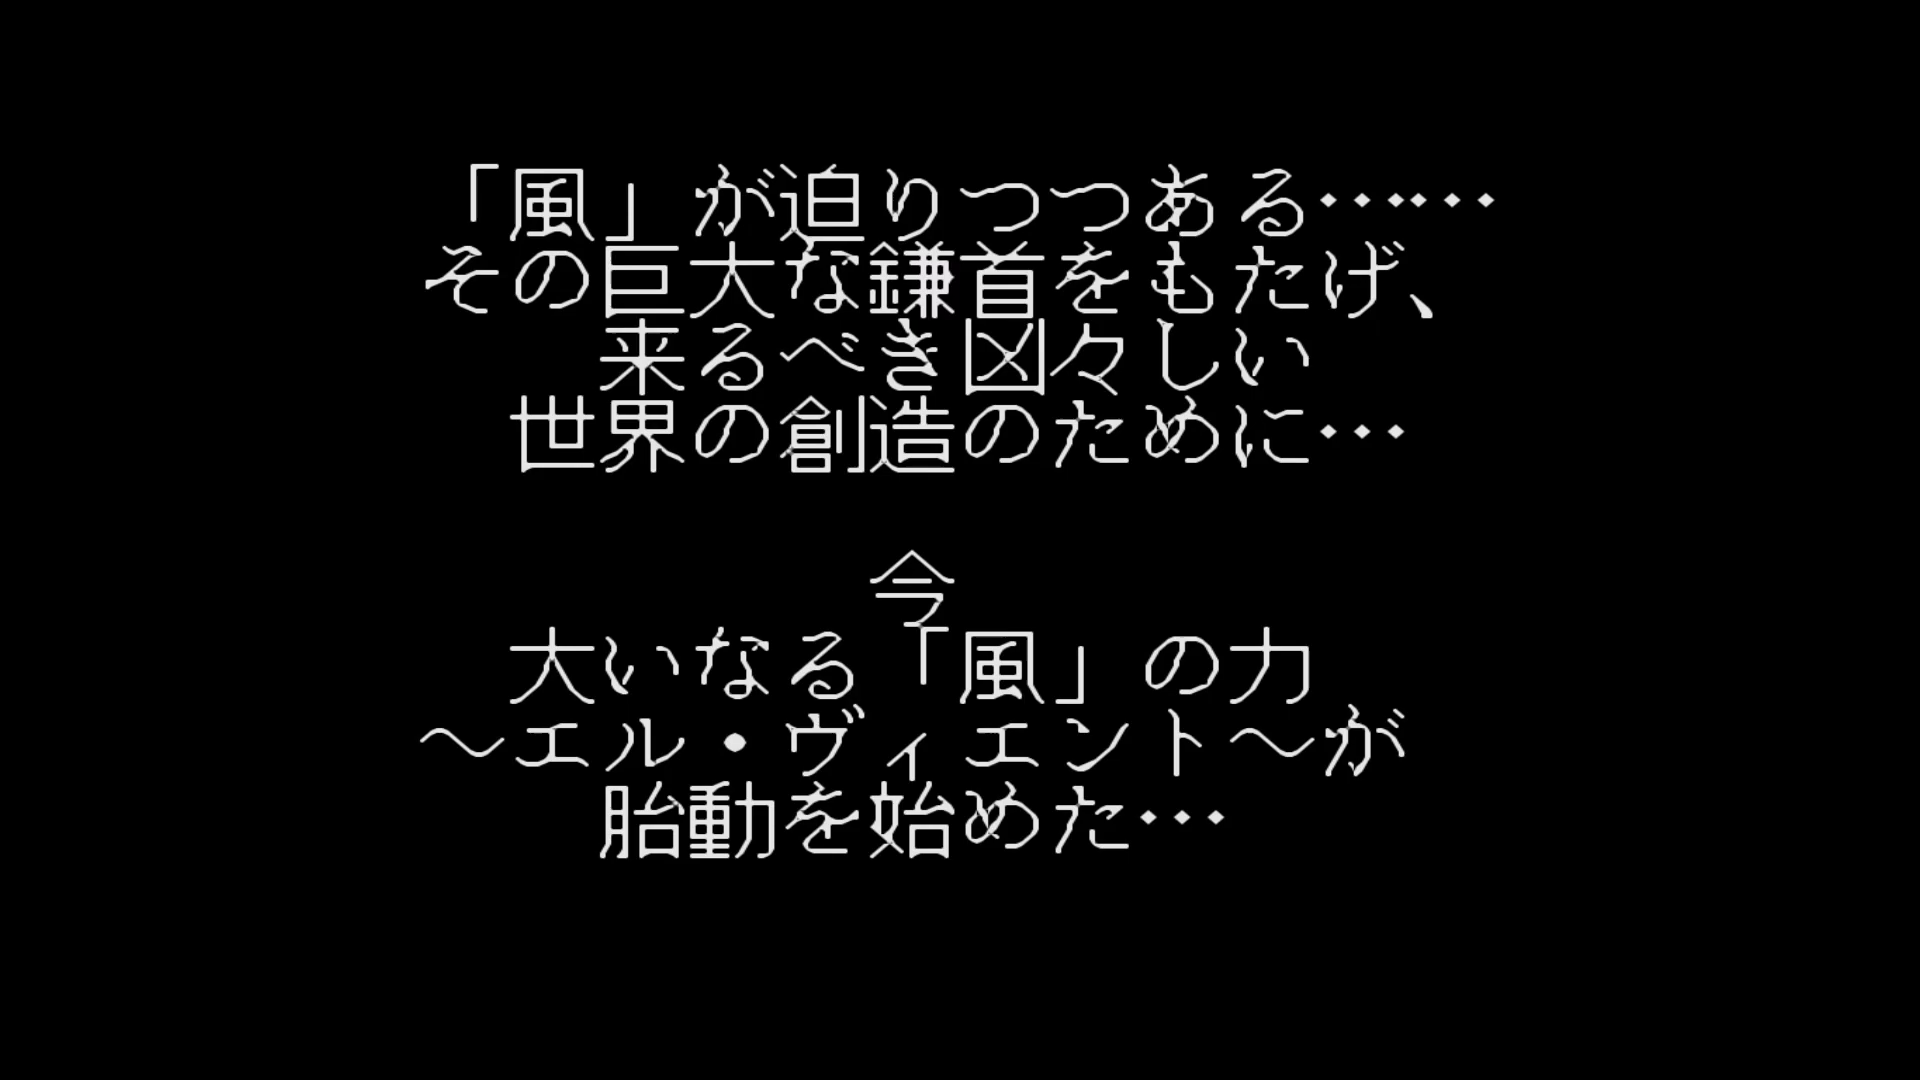 「風」が迫りつつある……
その巨大な鎌首をもたげ、
来るべき凶々しい
世界の創造のために…
今
大いなる「風」の力
～エル・ヴィエント～が
胎動を始めた…